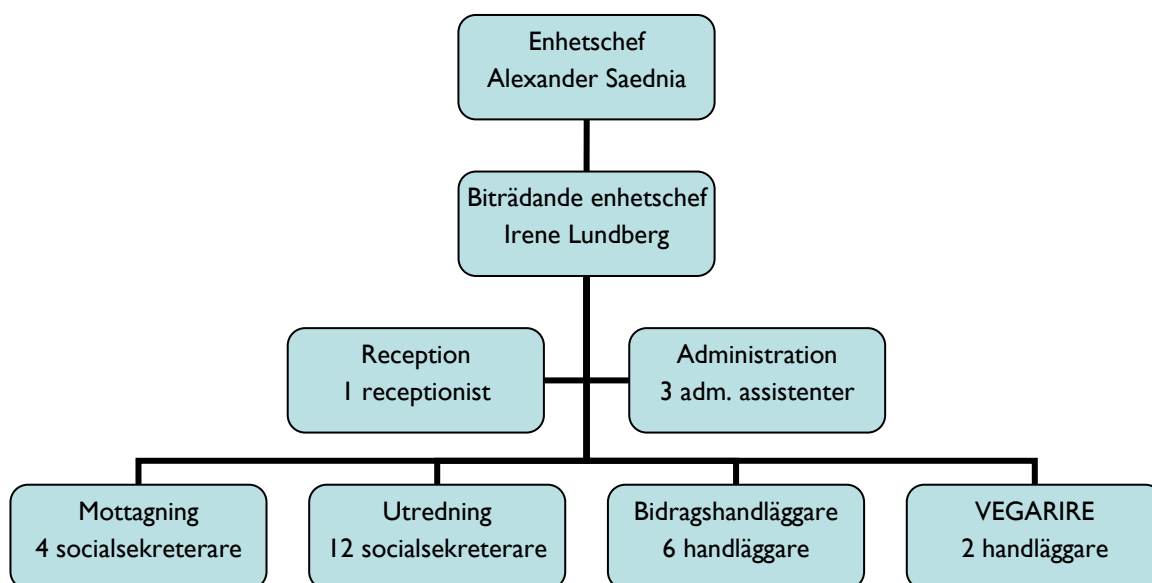 Enhetschef
Alexander Saednia
Biträdande enhetschef
Irene Lundberg
Reception
1 receptionist
Administration
3 adm. assistenter
Mottagning
4 socialsekreterare
Utredning
12 socialsekreterare
Bidragshandläggare
6 handläggare
VEGARIRE
2 handläggare